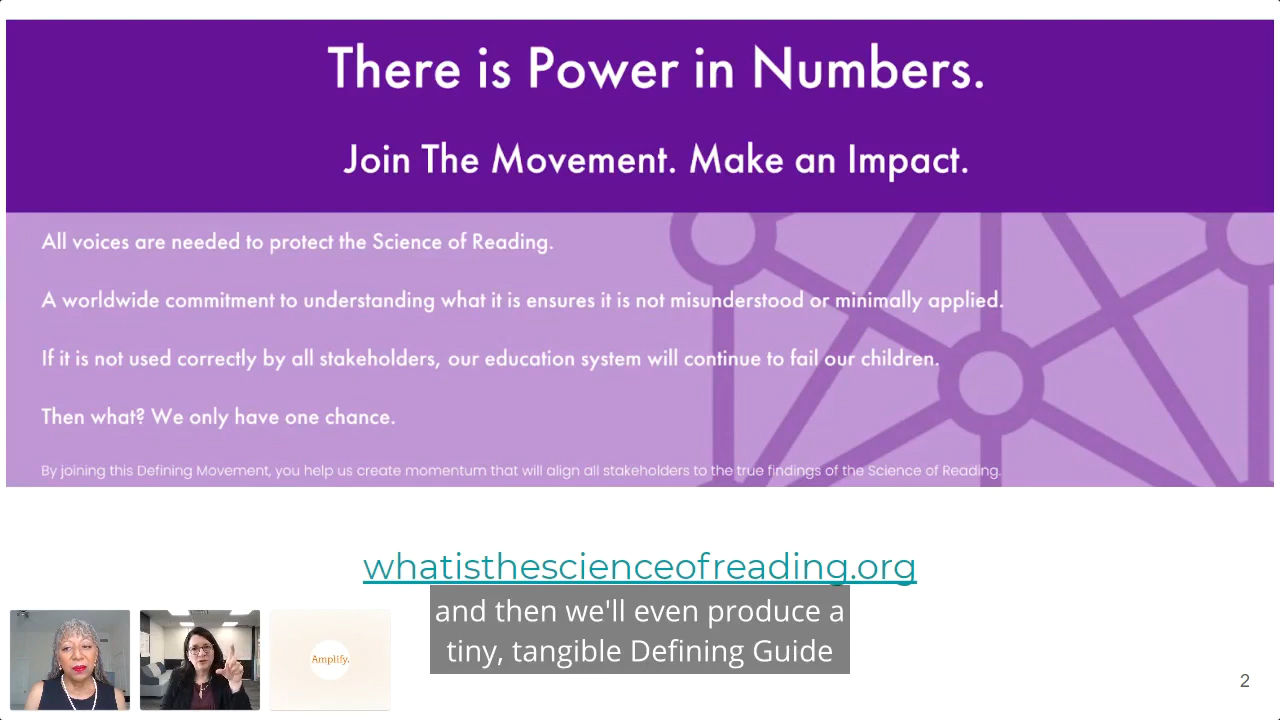 There is Power in Numbers.
Join The Movement. Make an Impact.
All voices are needed to protect the Science of Reading.
A worldwide commitment to understanding what it is ensures it is not misunderstood or minimally applied.
If it is not used correctly by all stakeholders, our education system will continue to fail our children.
Then what? We only have one chance.
By joining this Defining Movement, you help us create momentum that will align all stakeholders to the true findings of the Science of Reading.
whatisthescienceofreading.org
and then we'll even produce a
tiny, tangible Defining Guide
Amplify.
2